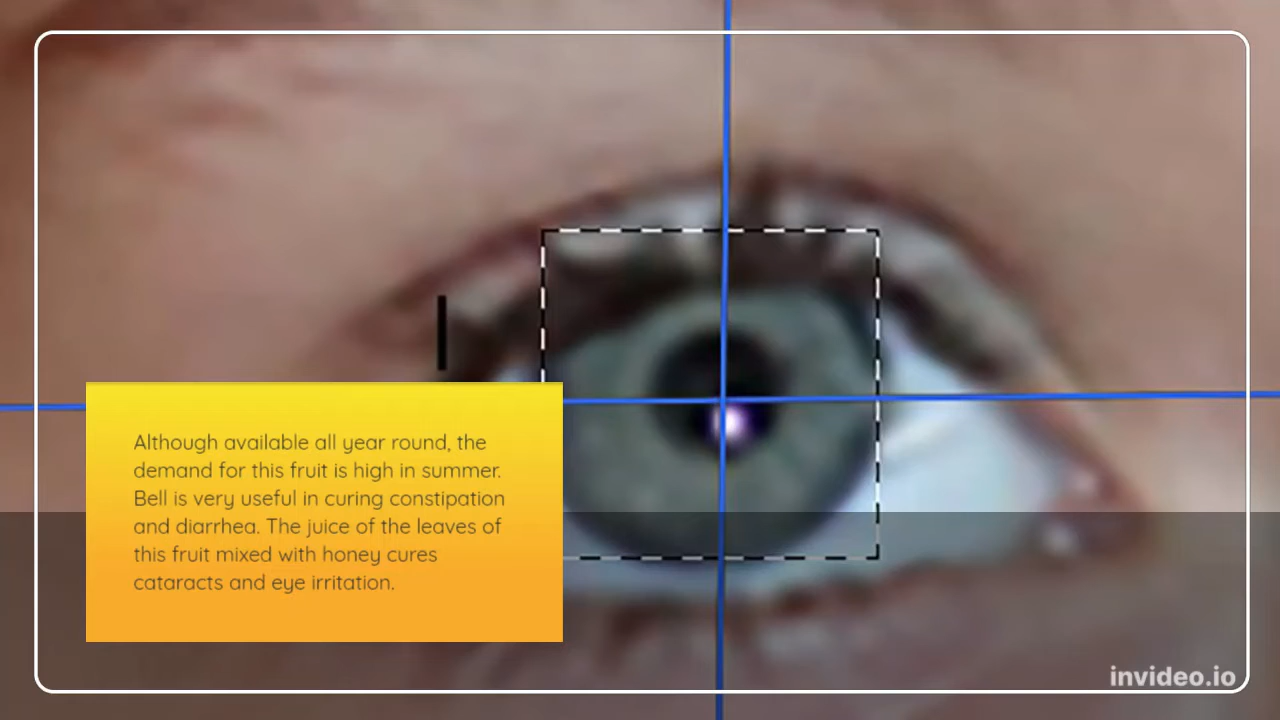 Although available all year round, the
demand for this fruit is high in summer.
Bell is very useful in curing constipation
and diarrhea. The juice of the leaves of
this fruit mixed with honey cures
cataracts and eye irritation.
invideo.io